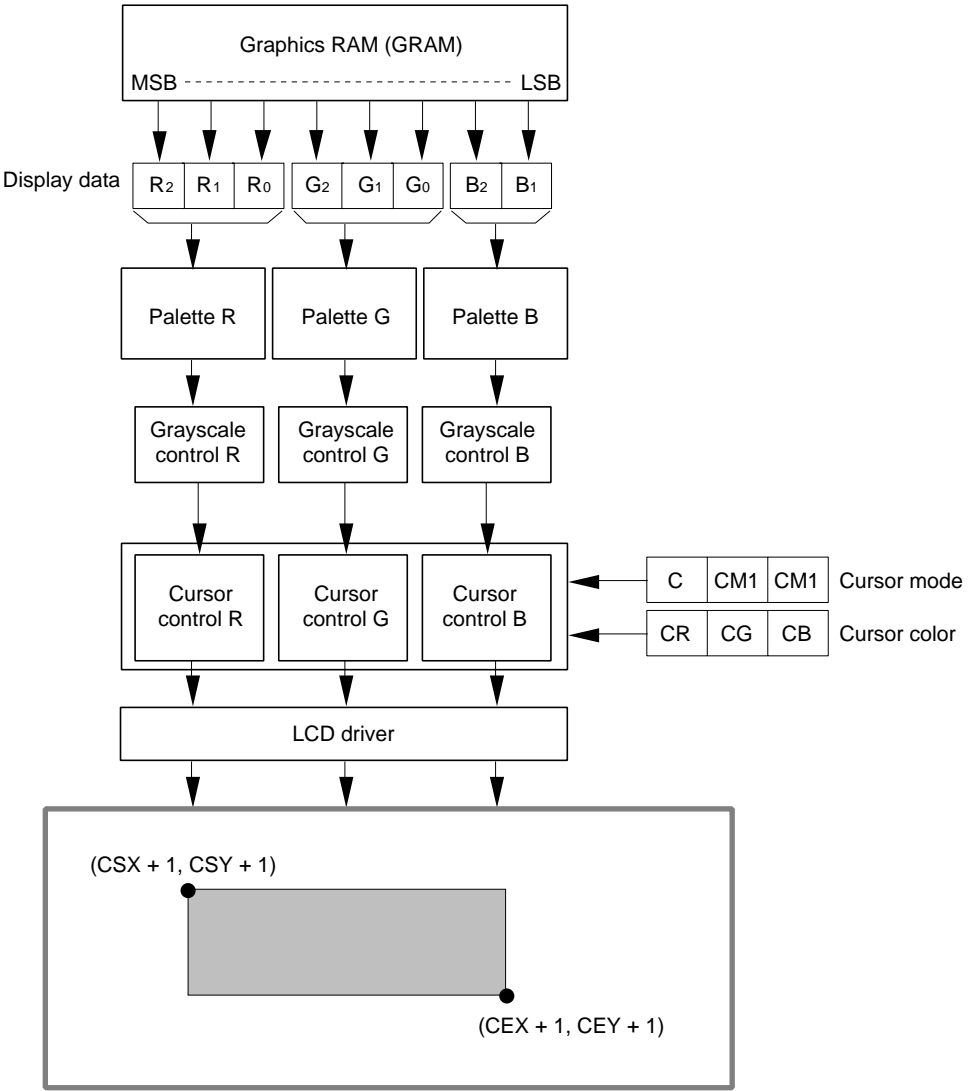 Graphics RAM (GRAM)
MSB LSB
Display data R2 R1 R0 G2 G1 G0 B2 B1
Palette R Palette G Palette B
Grayscale control R
Grayscale control G
Grayscale control B
Cursor control R
Cursor control G
Cursor control B
C CM1 CM1 Cursor mode
CR CG CB Cursor color
LCD driver
(CSX + 1, CSY + 1)
(CEX + 1, CEY + 1)